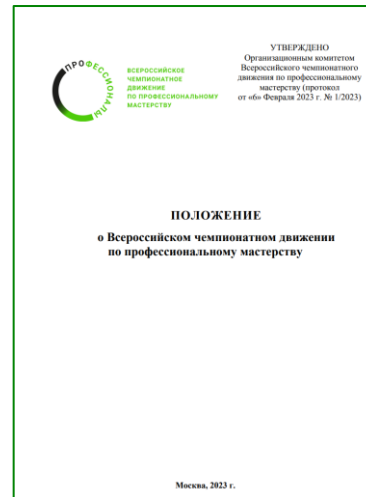 ПРОФЕССИОНАЛЫ
ВСЕРОССИЙСКОЕ
ЧЕМПИОНАТНОЕ
ДВИЖЕНИЕ
ПО ПРОФЕССИОНАЛЬНОМУ
МАСТЕРСТВУ
УТВЕРЖДЕНО
Организационным комитетом
Всероссийского чемпионатного
движения по профессиональному
мастерству (протокол
от «6» Февраля 2023 г. № 1/2023)
ПОЛОЖЕНИЕ
о Всероссийском чемпионатном движении
по профессиональному мастерству
Москва, 2023 г.